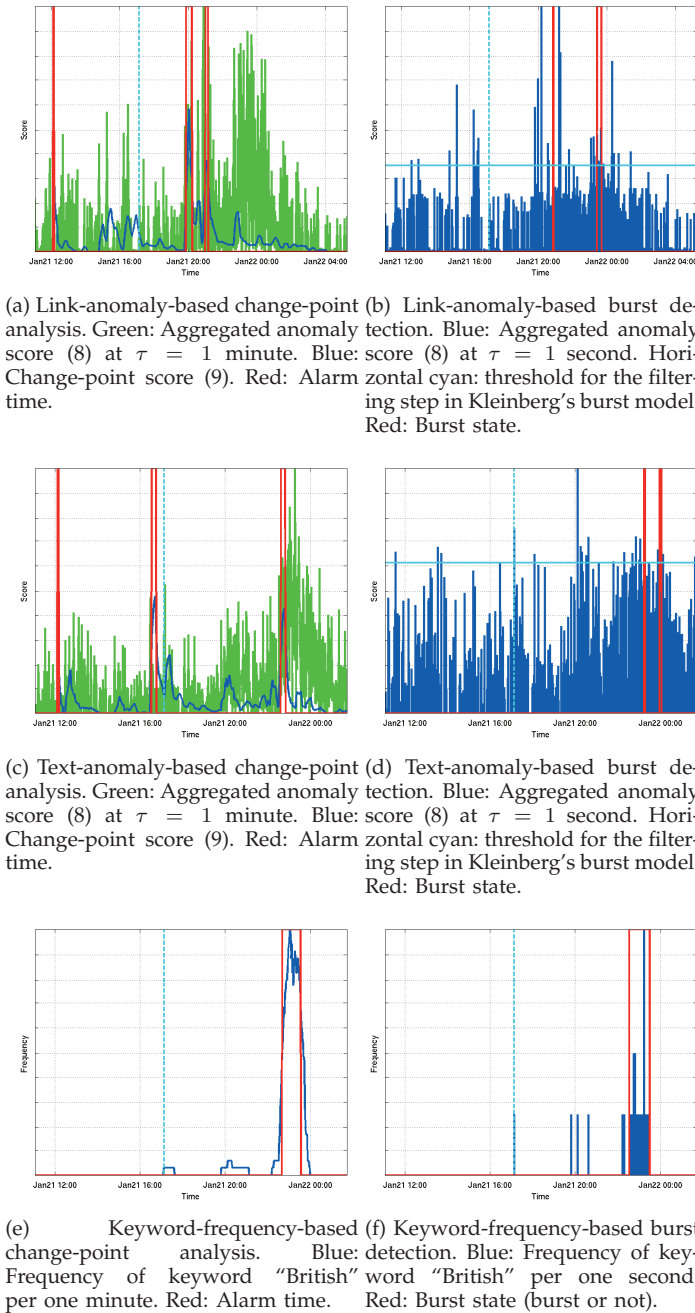 Score
Jan21 12:00 Jan21 16:00 Jan21 20:00 Jan22 00:00 Jan22 04:00
Time
Score
Jan21 12:00 Jan21 16:00 Jan21 20:00 Jan22 00:00 Jan22 04:00
Time
(a) Link-anomaly-based change-point
analysis. Green: Aggregated anomaly
score (8) at τ = 1 minute. Blue:
Change-point score (9). Red: Alarm
time.
(b) Link-anomaly-based burst de-
tection. Blue: Aggregated anomaly
score (8) at τ = 1 second. Hori-
zontal cyan: threshold for the filter-
ing step in Kleinberg's burst model.
Red: Burst state.
Score
Jan21 12:00 Jan21 16:00 Jan21 20:00 Jan22 00:00
Time
Score
Jan21 12:00 Jan21 16:00 Jan21 20:00 Jan22 00:00
Time
(c) Text-anomaly-based change-point
analysis. Green: Aggregated anomaly
score (8) at τ = 1 minute. Blue:
Change-point score (9). Red: Alarm
time.
(d) Text-anomaly-based burst de-
tection. Blue: Aggregated anomaly
score (8) at τ = 1 second. Hori-
zontal cyan: threshold for the filter-
ing step in Kleinberg's burst model.
Red: Burst state.
Frequency
Jan21 12:00 Jan21 16:00 Jan21 20:00 Jan22 00:00
Time
Frequency
Jan21 12:00 Jan21 16:00 Jan21 20:00 Jan22 00:00
Time
(e) Keyword-frequency-based
change-point analysis. Blue:
Frequency of keyword "British"
per one minute. Red: Alarm time.
(f) Keyword-frequency-based burst
detection. Blue: Frequency of key-
word "British" per one second.
Red: Burst state (burst or not).